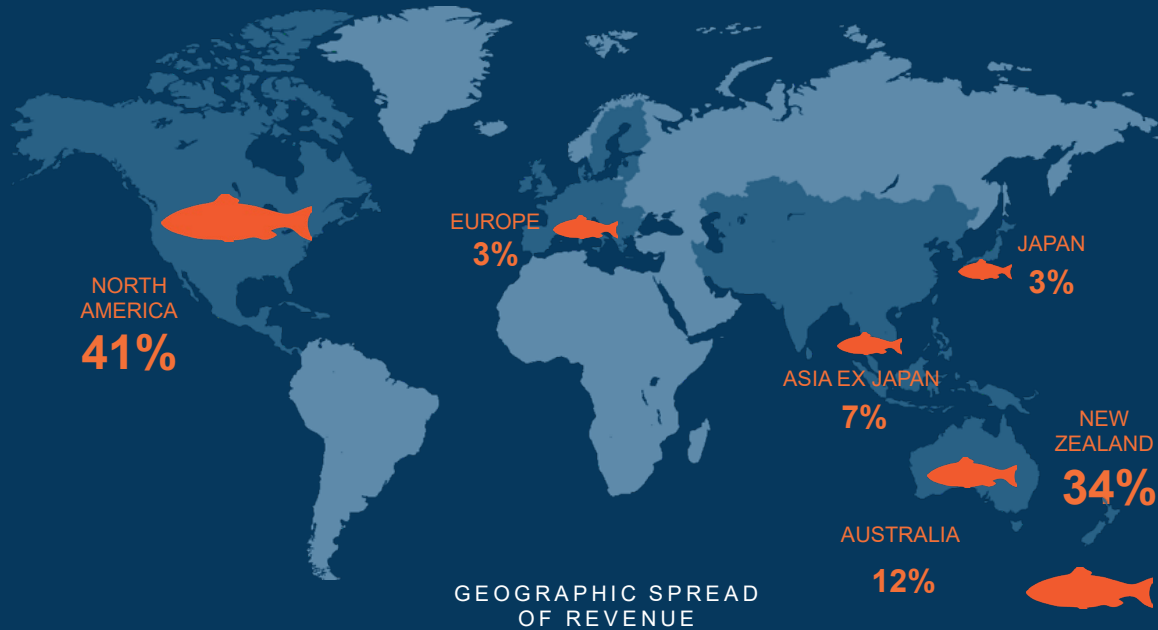 NORTH
AMERICA
41%
EUROPE
3%
JAPAN
3%
ASIA EX JAPAN
7%
NEW
ZEALAND
34%
AUSTRALIA
12%
GEOGRAPHIC SPREAD
OF REVENUE